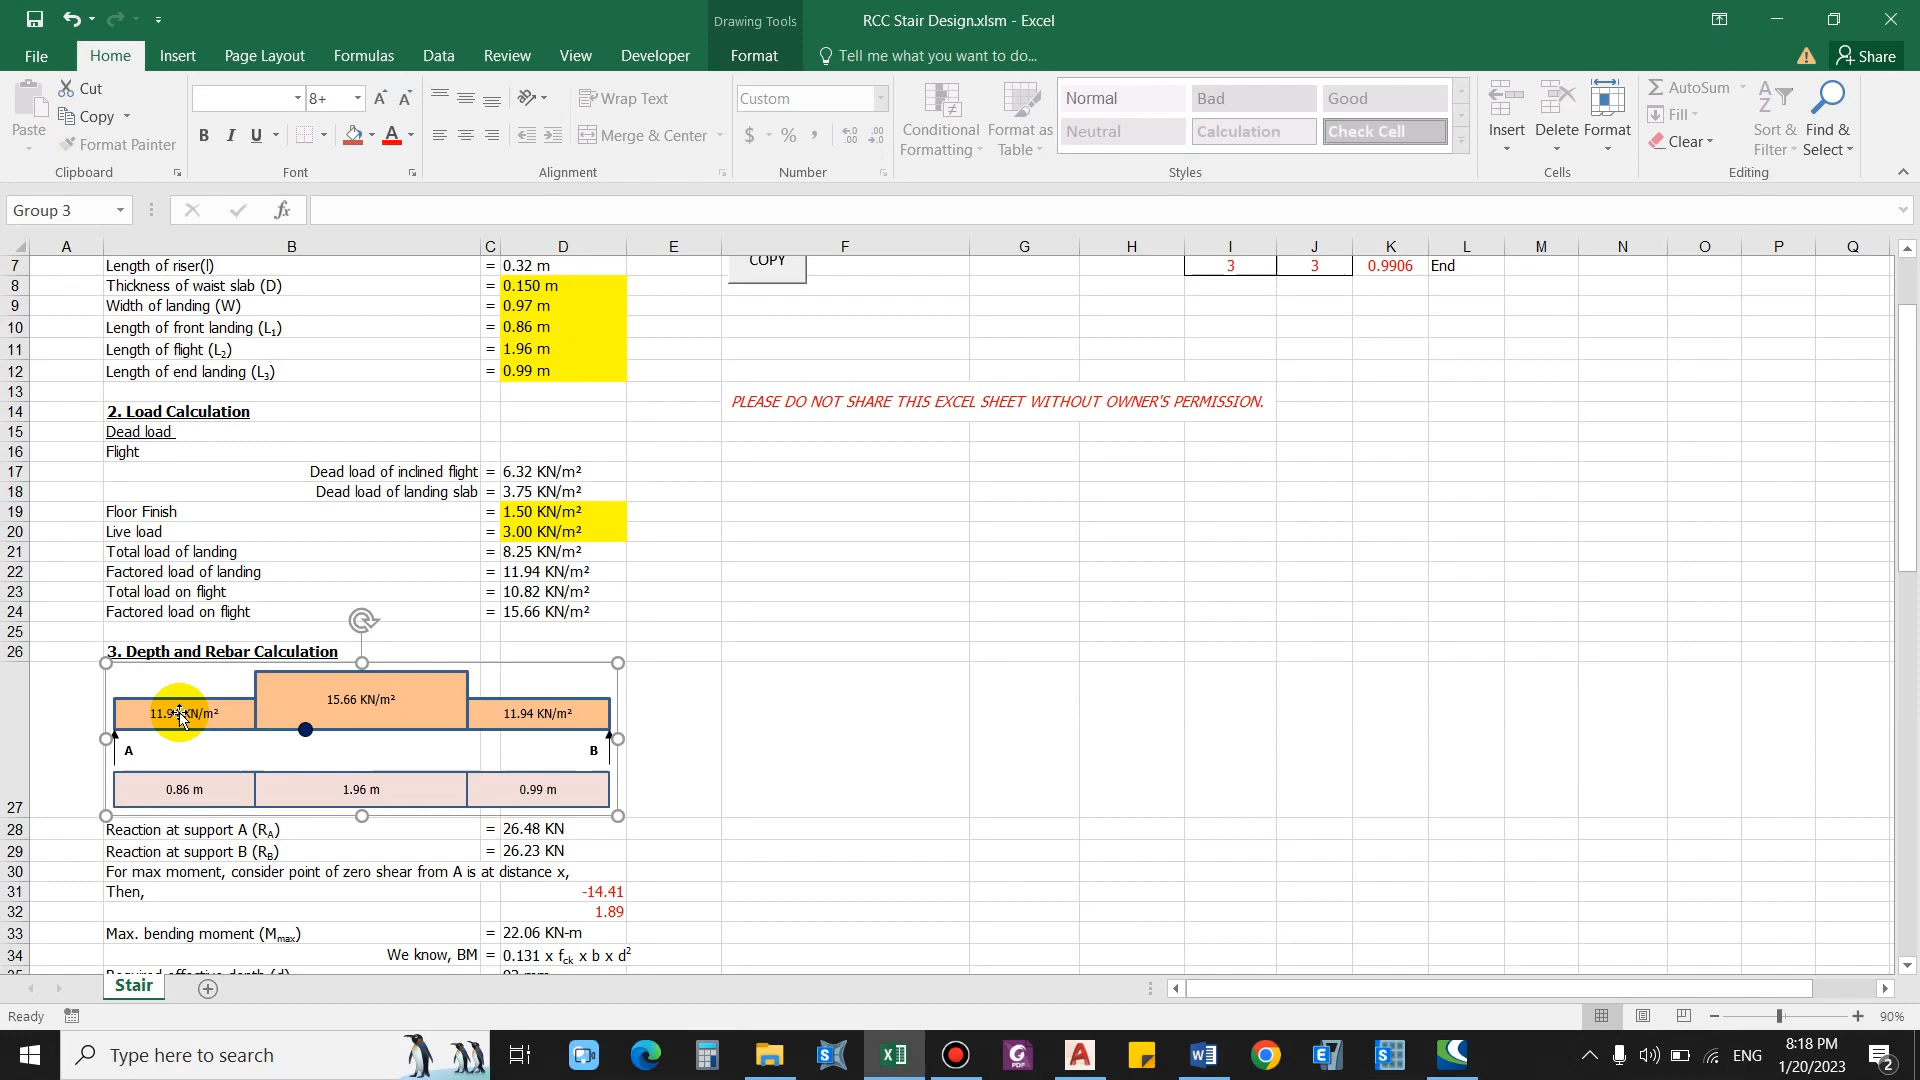 Drawing Tools
RCC Stair Design.xlsm - Excel
File Home Insert Page Layout Formulas Data Review View Developer Format Tell me what you want to do... Share
Paste
Cut
Copy
Format Painter
Clipboard
8+
B I U
Font
Wrap Text
Merge & Center
Alignment
Custom
$ % ,
Number
Conditional Formatting
Format as Table
Normal Bad Good
Neutral Calculation Check Cell
Styles
Insert Delete Format
Cells
AutoSum
Fill
Clear
Sort & Filter
Find & Select
Editing
Group 3
fx
A B C D E F G H I J K L M N O P Q
7 Length of riser(l) = 0.32 m COPY 3 3 0.9906 End
8 Thickness of waist slab (D) = 0.150 m
9 Width of landing (W) = 0.97 m
10 Length of front landing (L1) = 0.86 m
11 Length of flight (L2) = 1.96 m
12 Length of end landing (L3) = 0.99 m
13 PLEASE DO NOT SHARE THIS EXCEL SHEET WITHOUT OWNER'S PERMISSION.
14 2. Load Calculation
15 Dead load
16 Flight
17 Dead load of inclined flight = 6.32 KN/m²
18 Dead load of landing slab = 3.75 KN/m²
19 Floor Finish = 1.50 KN/m²
20 Live load = 3.00 KN/m²
21 Total load of landing = 8.25 KN/m²
22 Factored load of landing = 11.94 KN/m²
23 Total load on flight = 10.82 KN/m²
24 Factored load on flight = 15.66 KN/m²
25
26 3. Depth and Rebar Calculation
15.66 KN/m²
KN/m² 11.94 KN/m²
A B
0.86 m 1.96 m 0.99 m
27
28 Reaction at support A (RA) = 26.48 KN
29 Reaction at support B (RB) = 26.23 KN
30 For max moment, consider point of zero shear from A is at distance x,
31 Then, -14.41
32 1.89
33 Max. bending moment (Mmax) = 22.06 KN-m
34 We know, BM = 0.131 x fck x b x d²
Stair
Ready
90%
Type here to search
ENG
8:18 PM
1/20/2023
2